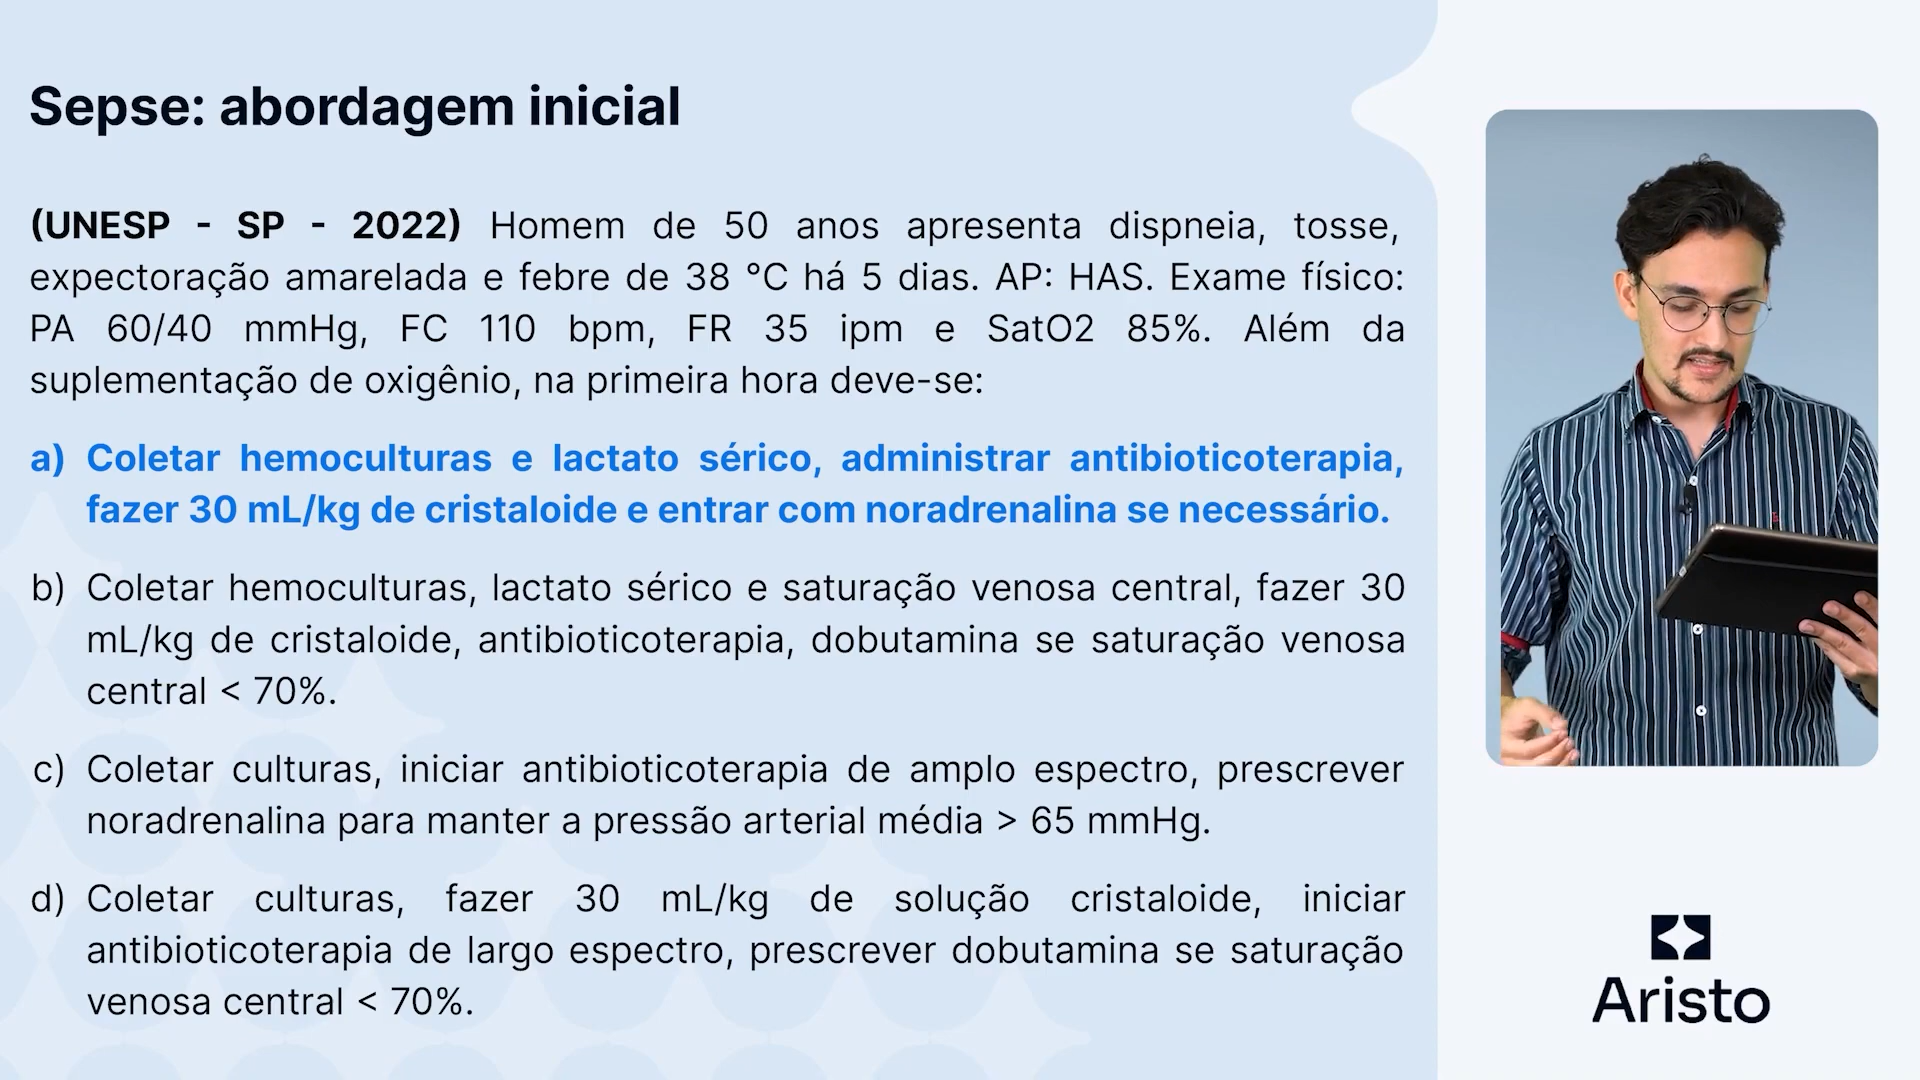 Sepse: abordagem inicial
(UNESP - SP - 2022) Homem de 50 anos apresenta dispneia, tosse,
expectoração amarelada e febre de 38 °C há 5 dias. AP: HAS. Exame físico:
PA 60/40 mmHg, FC 110 bpm, FR 35 ipm e SatO2 85%. Além da
suplementação de oxigênio, na primeira hora deve-se:
a) Coletar hemoculturas e lactato sérico, administrar antibioticoterapia,
fazer 30 mL/kg de cristaloide e entrar com noradrenalina se necessário.
b) Coletar hemoculturas, lactato sérico e saturação venosa central, fazer 30
mL/kg de cristaloide, antibioticoterapia, dobutamina se saturação venosa
central < 70%.
c) Coletar culturas, iniciar antibioticoterapia de amplo espectro, prescrever
noradrenalina para manter a pressão arterial média > 65 mmHg.
d) Coletar culturas, fazer 30 mL/kg de solução cristaloide, iniciar
antibioticoterapia de largo espectro, prescrever dobutamina se saturação
venosa central < 70%.
Aristo